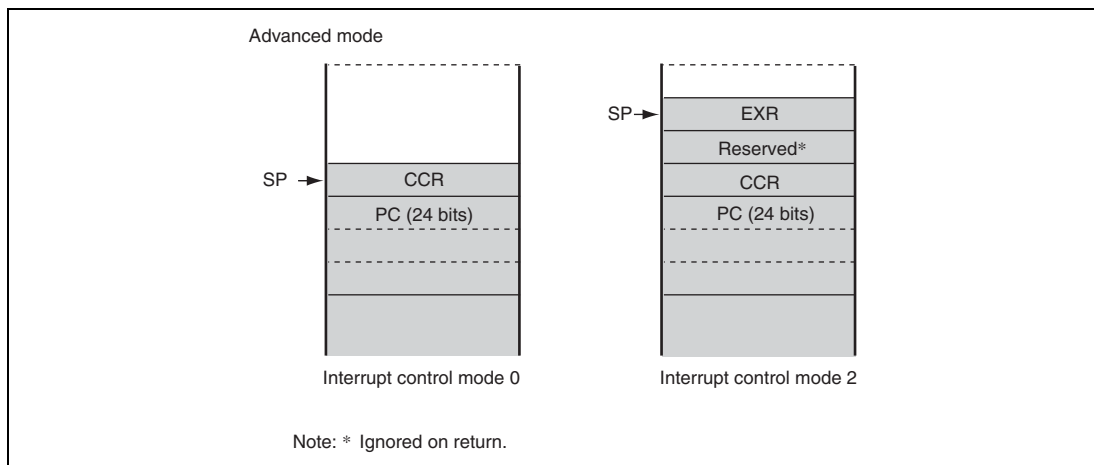 Advanced mode
SP
CCR
PC (24 bits)
Interrupt control mode 0
SP
EXR
Reserved*
CCR
PC (24 bits)
Interrupt control mode 2
Note: * Ignored on return.